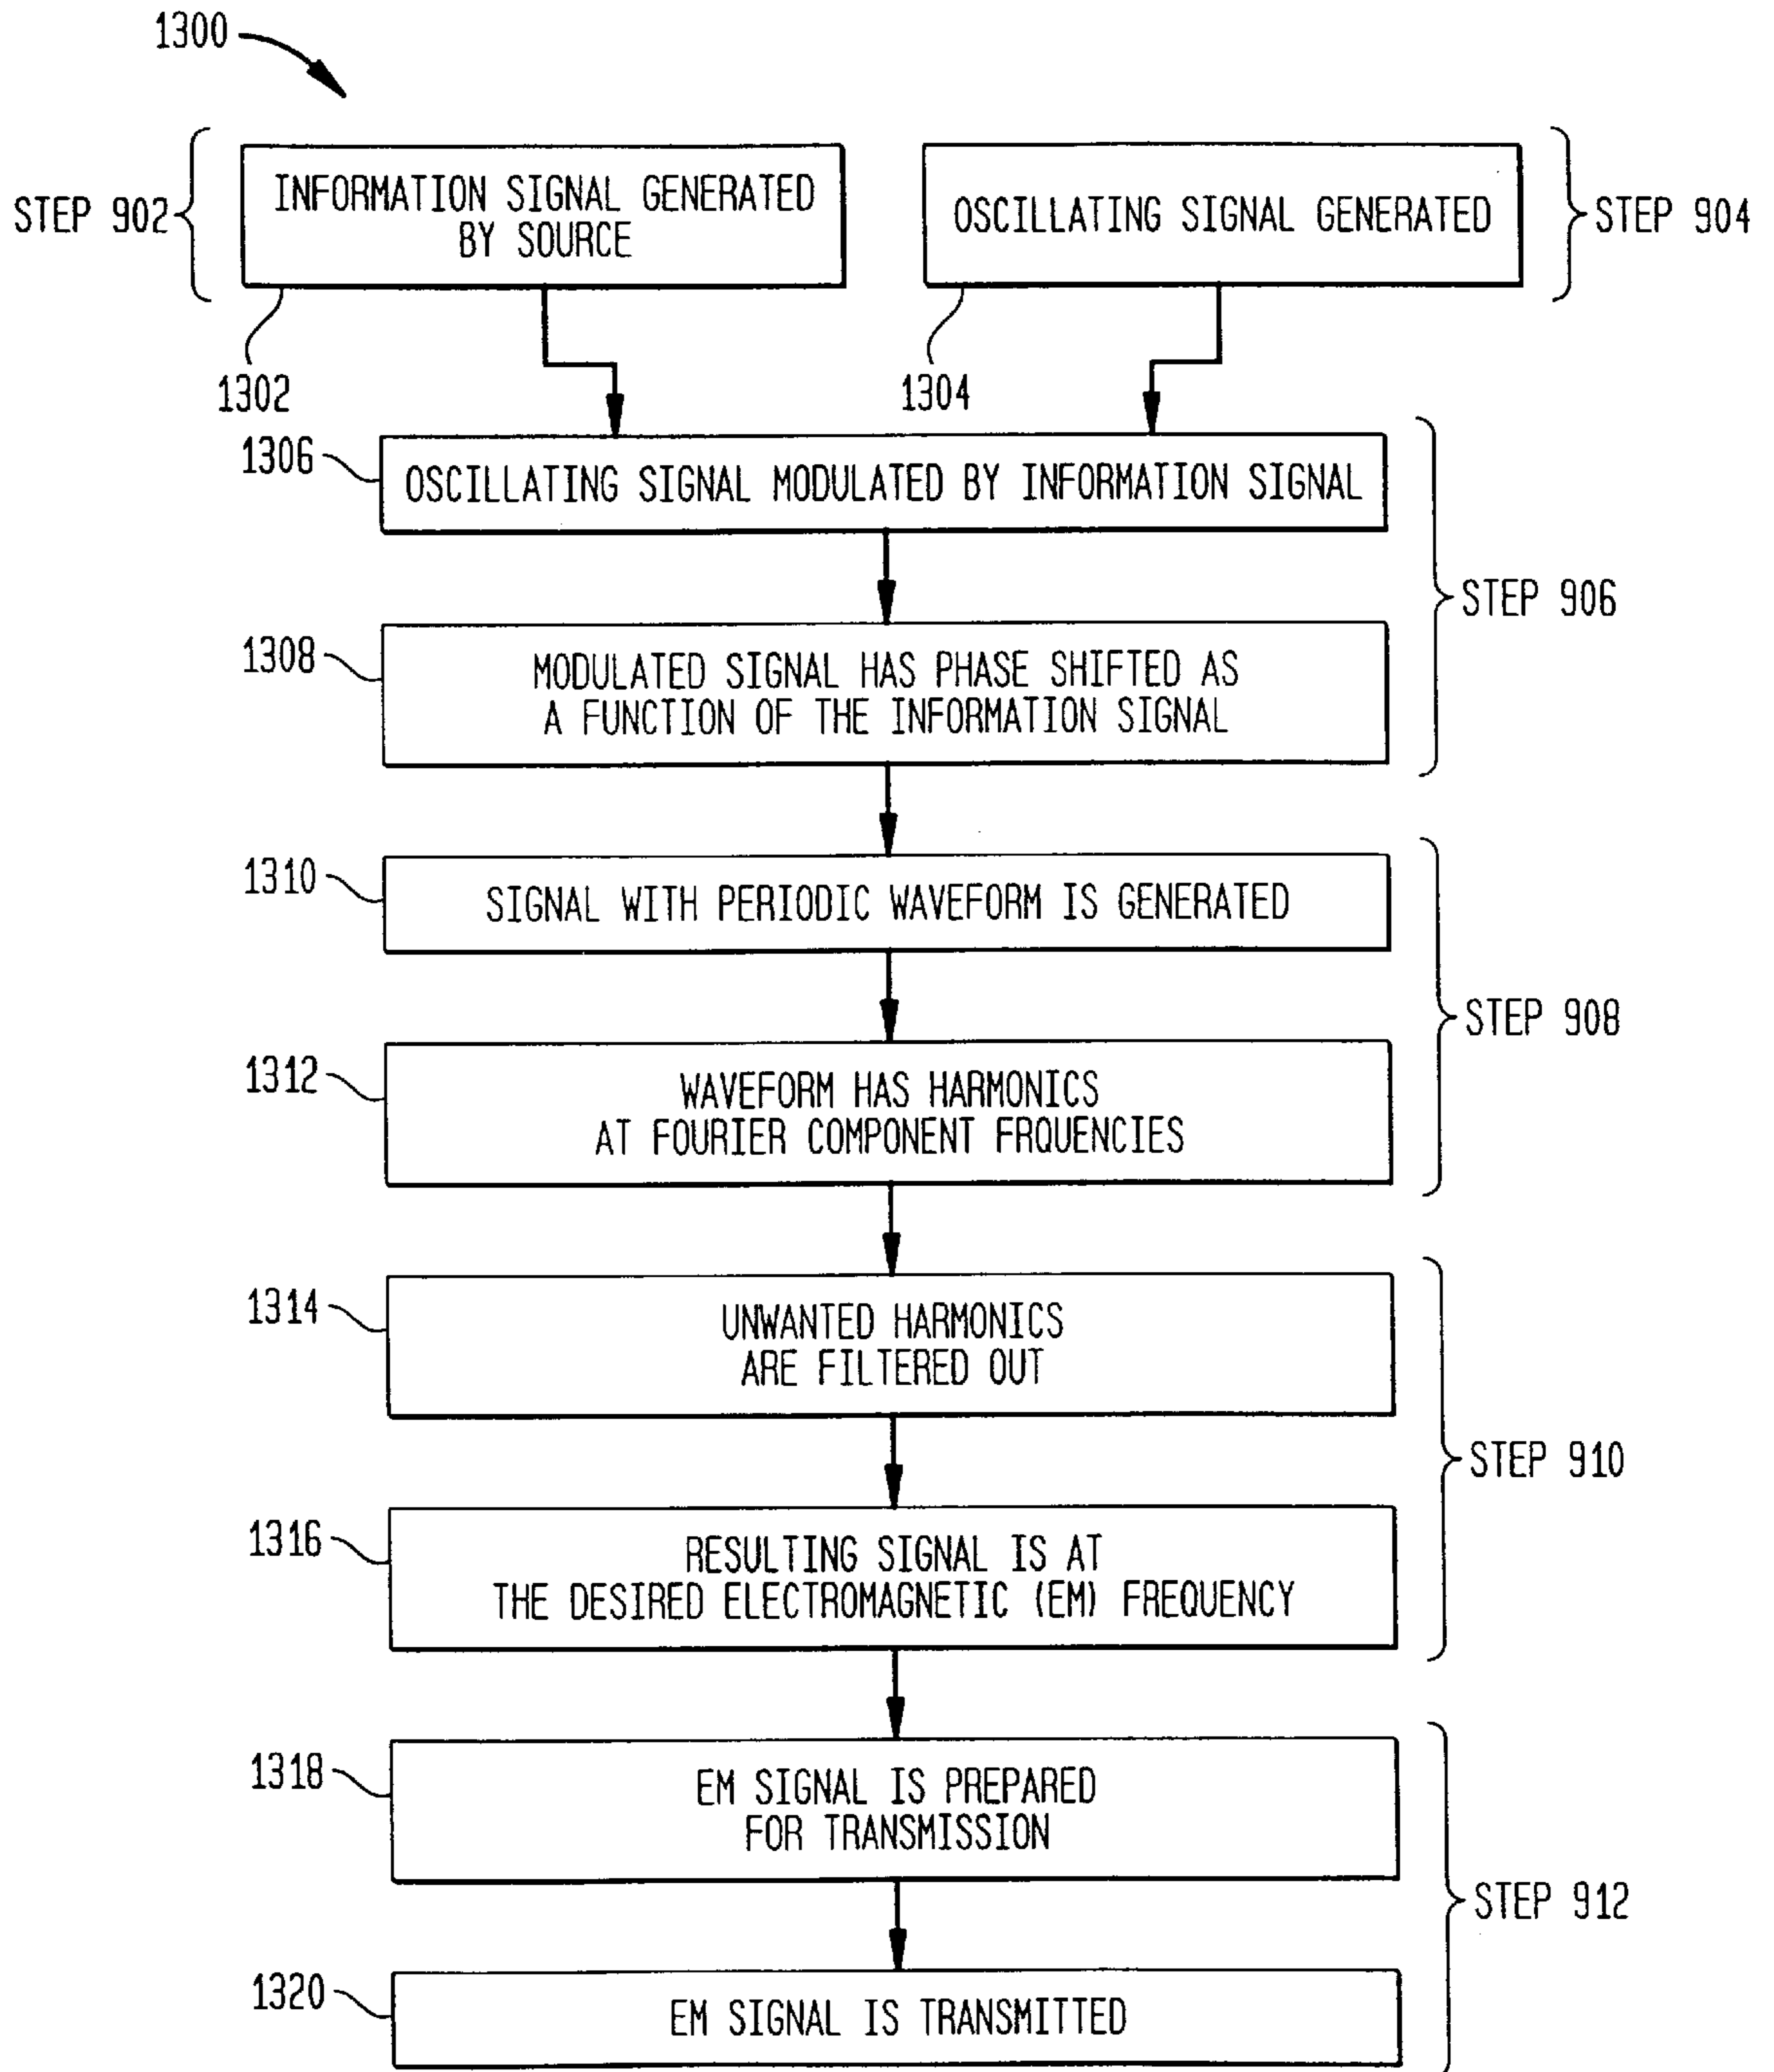 1300
STEP 902
INFORMATION SIGNAL GENERATED
BY SOURCE
OSCILLATING SIGNAL GENERATED
STEP 904
1302
1304
1306
OSCILLATING SIGNAL MODULATED BY INFORMATION SIGNAL
STEP 906
1308
MODULATED SIGNAL HAS PHASE SHIFTED AS
A FUNCTION OF THE INFORMATION SIGNAL
1310
SIGNAL WITH PERIODIC WAVEFORM IS GENERATED
STEP 908
1312
WAVEFORM HAS HARMONICS
AT FOURIER COMPONENT FRQUENCIES
1314
UNWANTED HARMONICS
ARE FILTERED OUT
STEP 910
1316
RESULTING SIGNAL IS AT
THE DESIRED ELECTROMAGNETIC (EM) FREQUENCY
1318
EM SIGNAL IS PREPARED
FOR TRANSMISSION
STEP 912
1320
EM SIGNAL IS TRANSMITTED